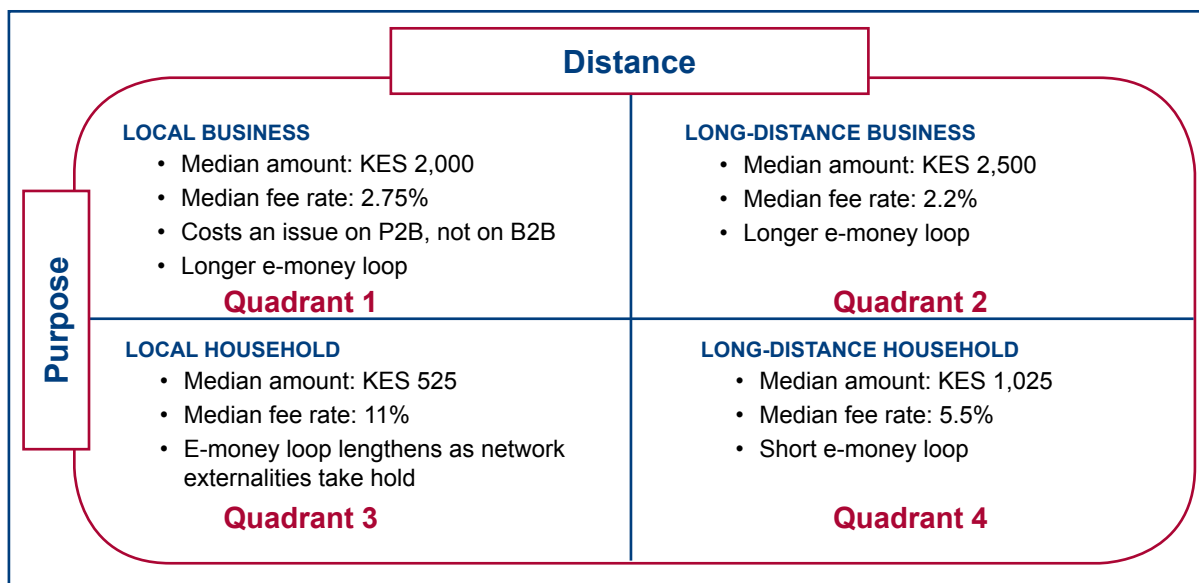 Distance
Purpose
LOCAL BUSINESS
• Median amount: KES 2,000
• Median fee rate: 2.75%
• Costs an issue on P2B, not on B2B
• Longer e-money loop
Quadrant 1
LONG-DISTANCE BUSINESS
• Median amount: KES 2,500
• Median fee rate: 2.2%
• Longer e-money loop
Quadrant 2
LOCAL HOUSEHOLD
• Median amount: KES 525
• Median fee rate: 11%
• E-money loop lengthens as network
externalities take hold
Quadrant 3
LONG-DISTANCE HOUSEHOLD
• Median amount: KES 1,025
• Median fee rate: 5.5%
• Short e-money loop
Quadrant 4